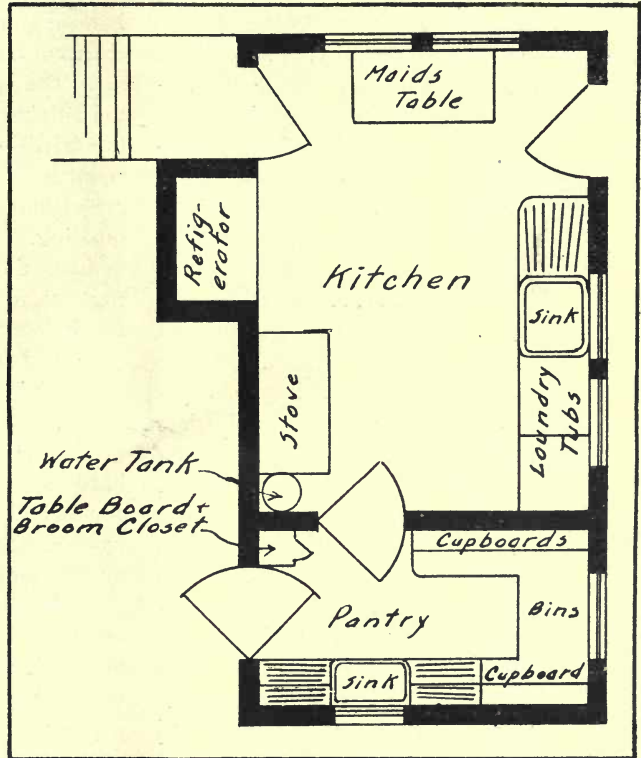 Maids
Table
Refig-
erator
Kitchen
Sink
Stove
Loundry
Tubs
Water Tank
Table Board +
Broom Closet
Cupboards
Pantry
Bins
Sink
Cupboard